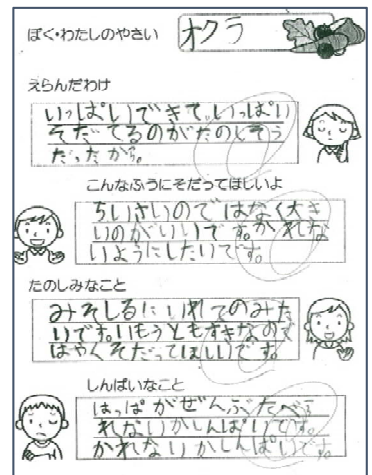 ぼく・わたしのやさい
オクラ
えらんだわけ
いっぱいできて。いっぱい
そだてるのがたのしそう
だったから。
こんなふうにそだってほしいよ
ちいさいのではなく大き
いのがいいです。かれな
いようにしたいです。
たのしみなこと
みそしるにいれてのみた
いです。いもうともすきなので
はやくそだってほしいです。
しんぱいなこと
はっぱがぜんぶたべら
れないかしんぱいです。
かれないかしんぱいです。